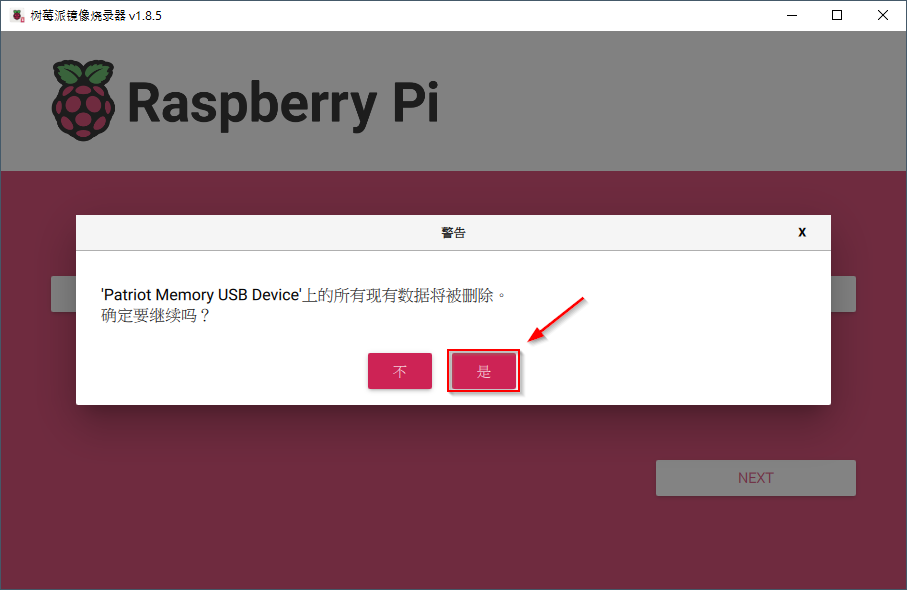 树莓派镜像烧录器 v1.8.5
Raspberry Pi
警告
X
'Patriot Memory USB Device'上的所有现有数据将被删除。
确定要继续吗？
不
是
NEXT